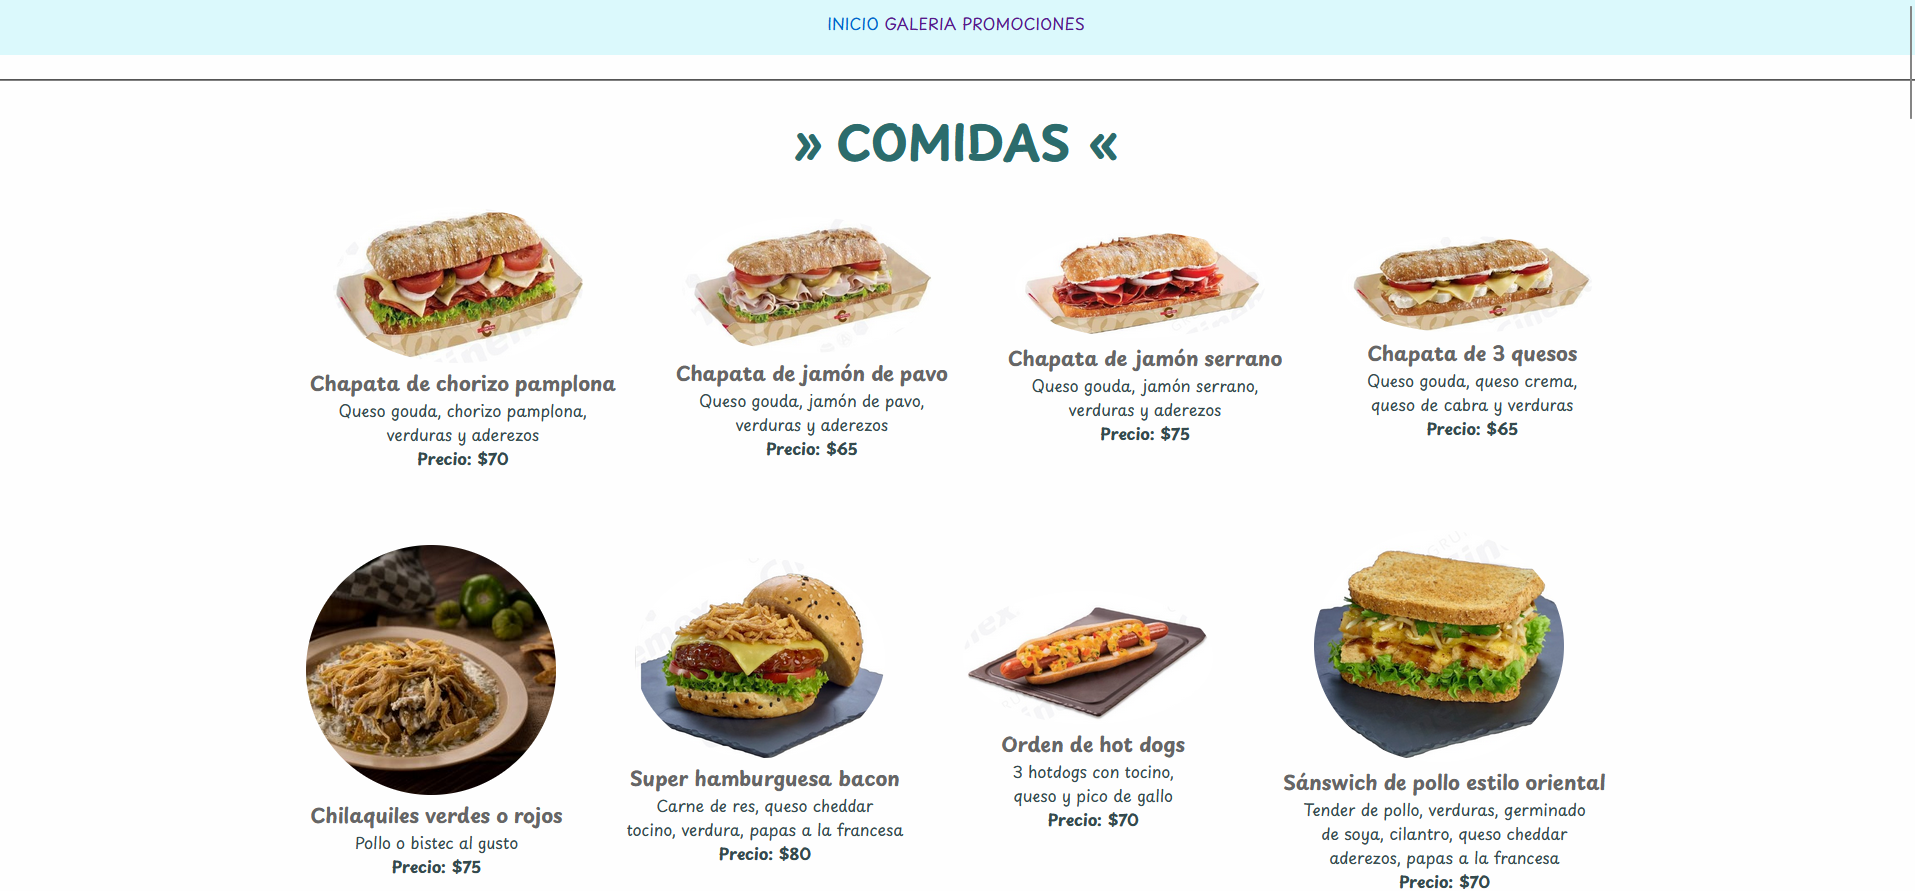 INICIO GALERIA PROMOCIONES
» COMIDAS «
Chapata de chorizo pamplona
Queso gouda, chorizo pamplona,
verduras y aderezos
Precio: $70
Chapata de jamón de pavo
Queso gouda, jamón de pavo,
verduras y aderezos
Precio: $65
Chapata de jamón serrano
Queso gouda, jamón serrano,
verduras y aderezos
Precio: $75
Chapata de 3 quesos
Queso gouda, queso crema,
queso de cabra y verduras
Precio: $65
Chilaquiles verdes o rojos
Pollo o bistec al gusto
Precio: $75
Super hamburguesa bacon
Carne de res, queso cheddar
tocino, verdura, papas a la francesa
Precio: $80
Orden de hot dogs
3 hotdogs con tocino,
queso y pico de gallo
Precio: $70
Sánswich de pollo estilo oriental
Tender de pollo, verduras, germinado
de soya, cilantro, queso cheddar
aderezos, papas a la francesa
Precio: $70